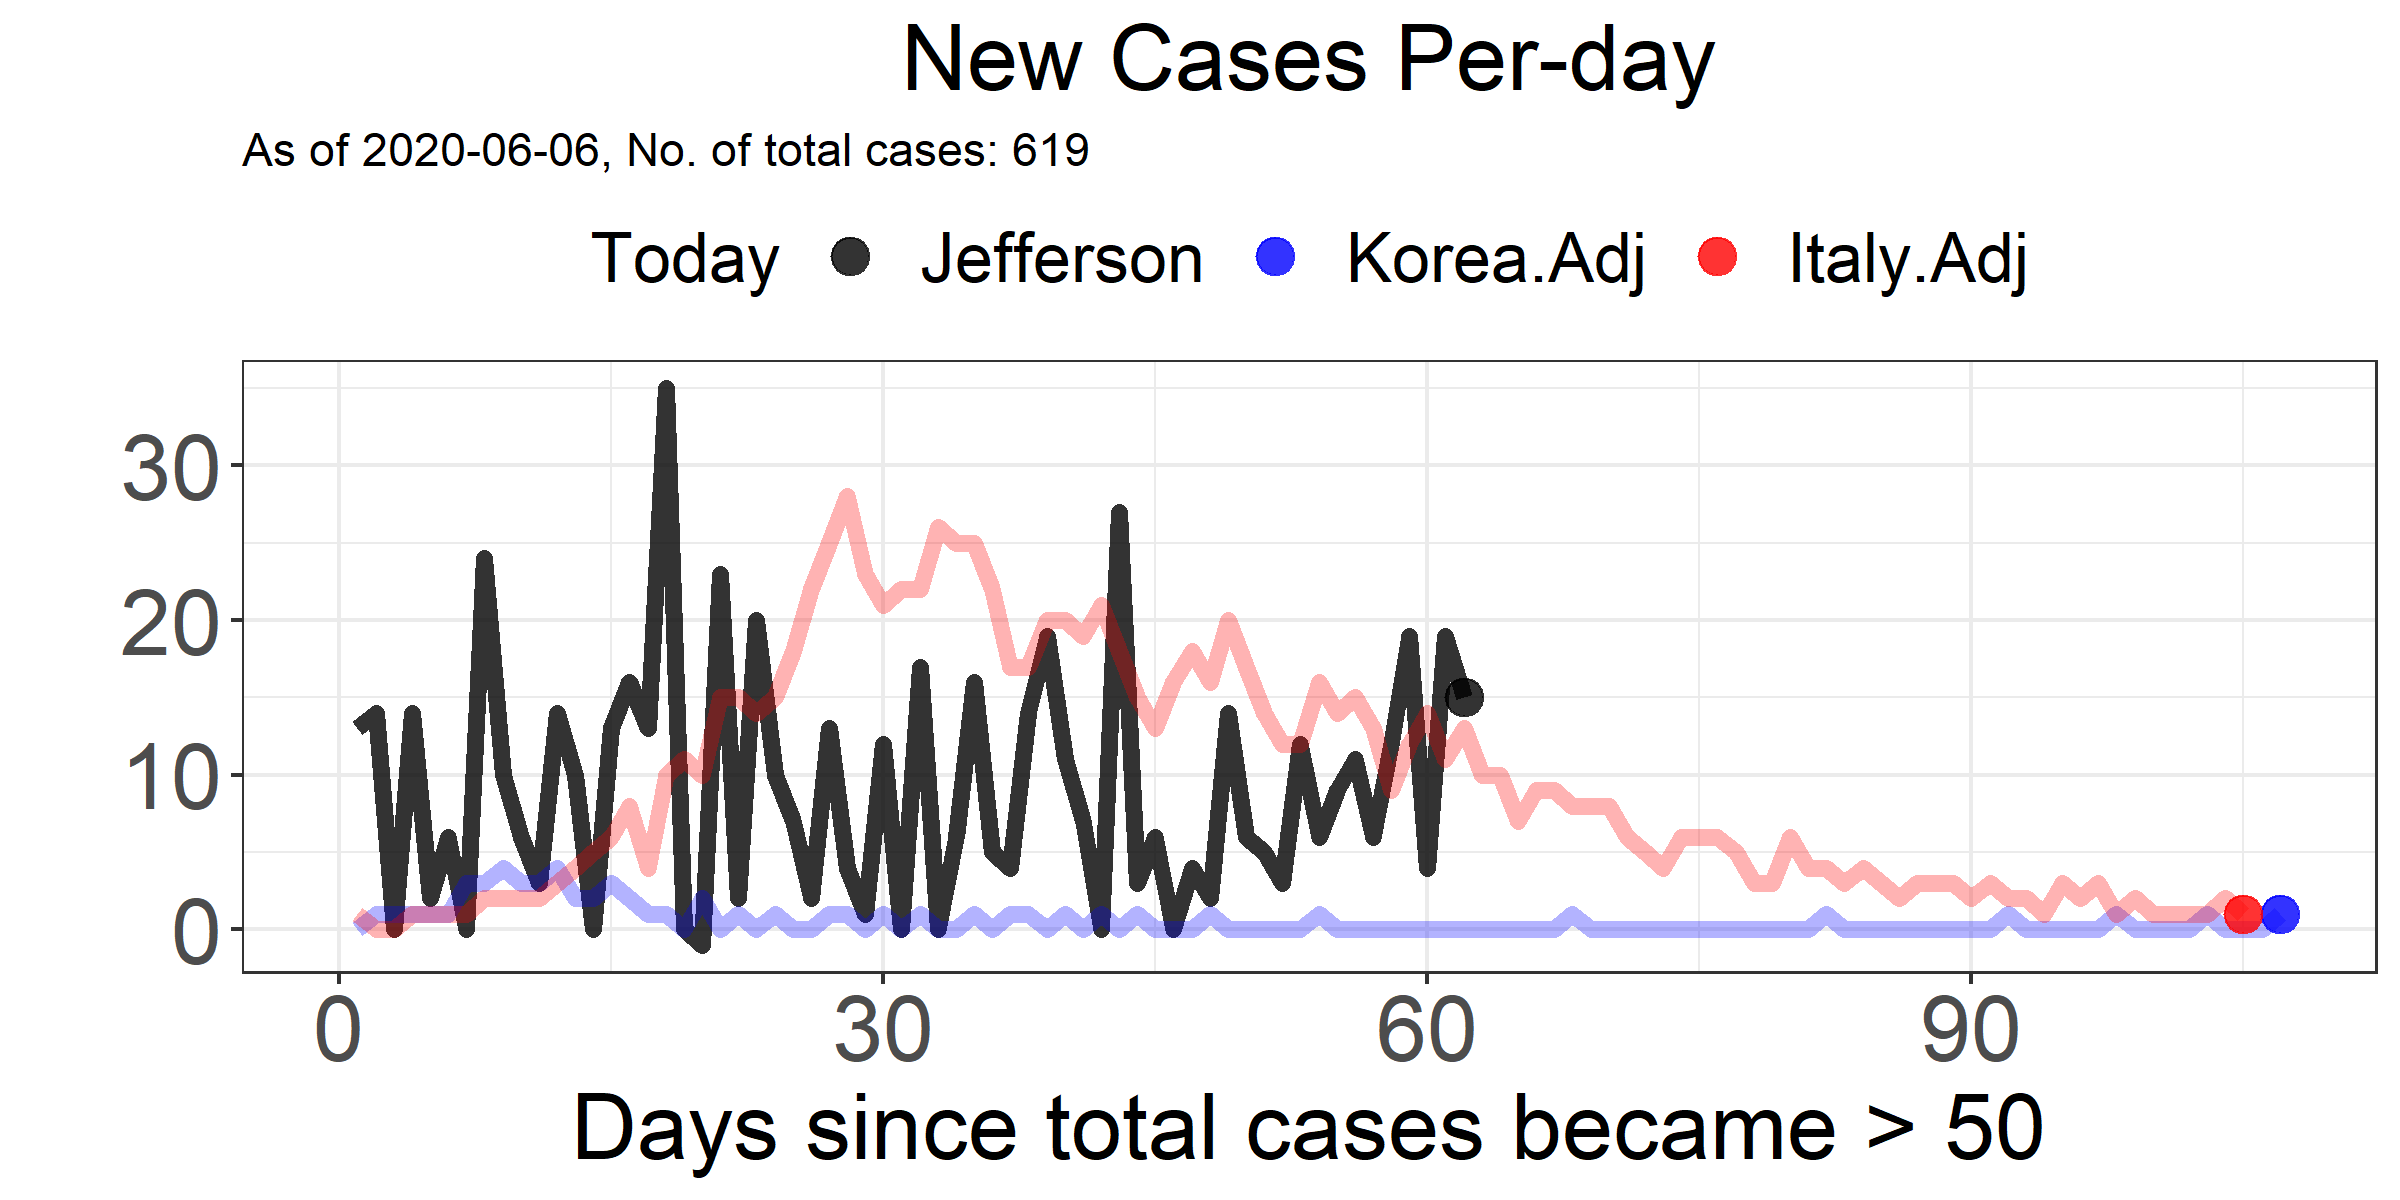 New Cases Per-day
As of 2020-06-06, No. of total cases: 619
Today Jefferson Korea.Adj Italy.Adj
30
20
10
0
0 30 60 90
Days since total cases became > 50